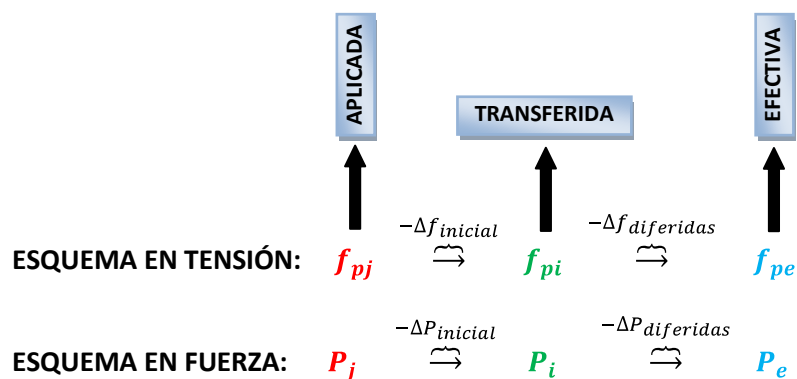 APLICADA
TRANSFERIDA
EFECTIVA
−Δf_inicial −Δf_diferidas
ESQUEMA EN TENSIÓN: f_pj → f_pi → f_pe
−ΔP_inicial −ΔP_diferidas
ESQUEMA EN FUERZA: P_j → P_i → P_e